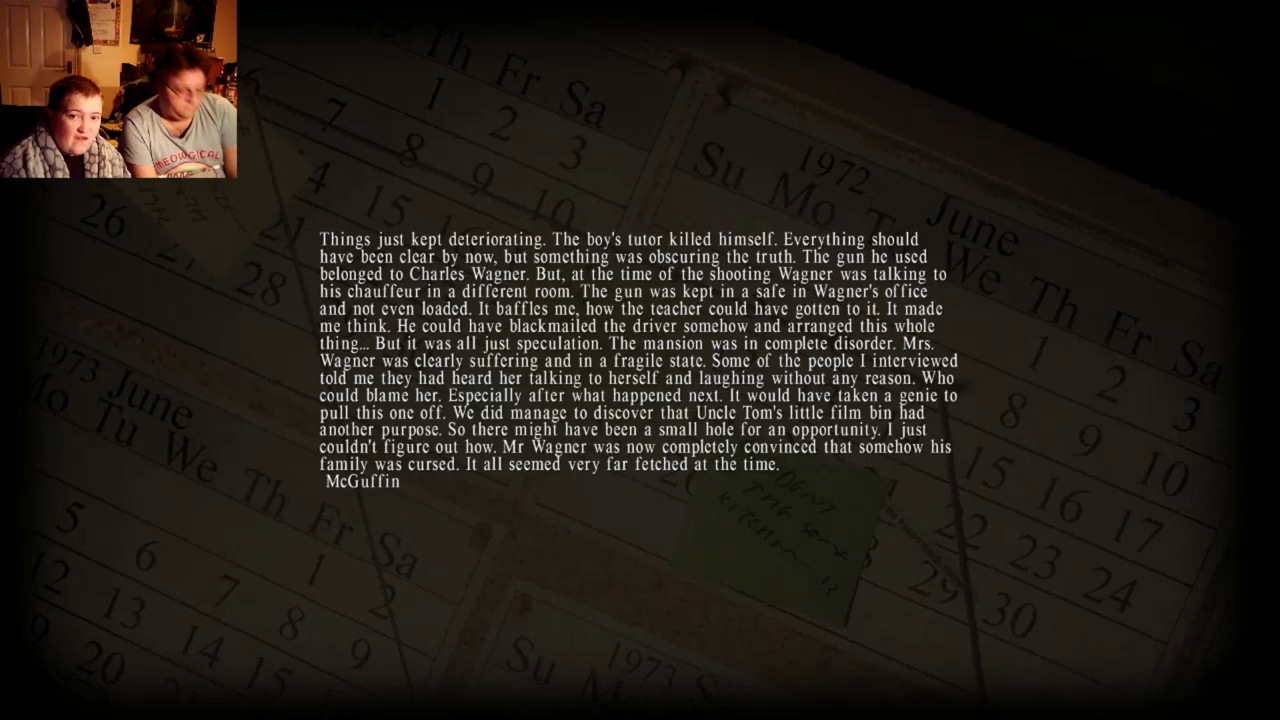 Things just kept deteriorating. The boy's tutor killed himself. Everything should
have been clear by now, but something was obscuring the truth. The gun he used
belonged to Charles Wagner. But, at the time of the shooting Wagner was talking to
his chauffeur in a different room. The gun was kept in a safe in Wagner's office
and not even loaded. It baffles me, how the teacher could have gotten to it. It made
me think. He could have blackmailed the driver somehow and arranged this whole
thing... But it was all just speculation. The mansion was in complete disorder. Mrs.
Wagner was clearly suffering and in a fragile state. Some of the people I interviewed
told me they had heard her talking to herself and laughing without any reason. Who
could blame her. Especially after what happened next. It would have taken a genie to
pull this one off. We did manage to discover that Uncle Tom's little film bin had
another purpose. So there might have been a small hole for an opportunity. I just
couldn't figure out how. Mr Wagner was now completely convinced that somehow his
family was cursed. It all seemed very far fetched at the time.
McGuffin
MEOWGICAL
Th Fr Sa
1 2 3
6 7 8 9 10
14 15
21
26 27 28
1972 June
Su Mo Tu We Th Fr Sa
1 2 3
8 9 10
15 16 17
22 23 24
29 30
1973 June
Mo Tu We Th Fr Sa
1 2
5 6 7 8 9
12 13 14 15
20
1973
Su